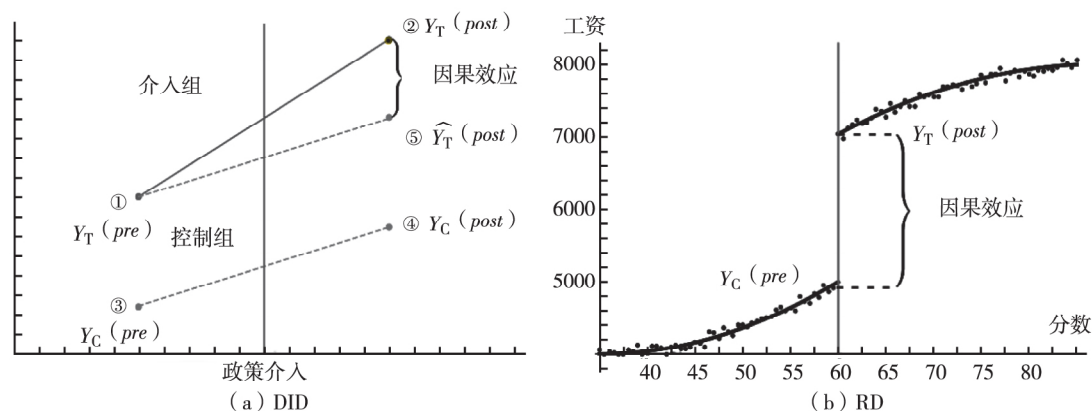 ② Y_T (post)
介入组
因果效应
⑤ \widehat{Y_T} (post)
①
Y_T (pre)
控制组
④ Y_C (post)
③
Y_C (pre)
政策介入
(a) DID
工资
8000
7000
Y_T (post)
6000
因果效应
5000
Y_C (pre)
分数
40 45 50 55 60 65 70 75 80
(b) RD